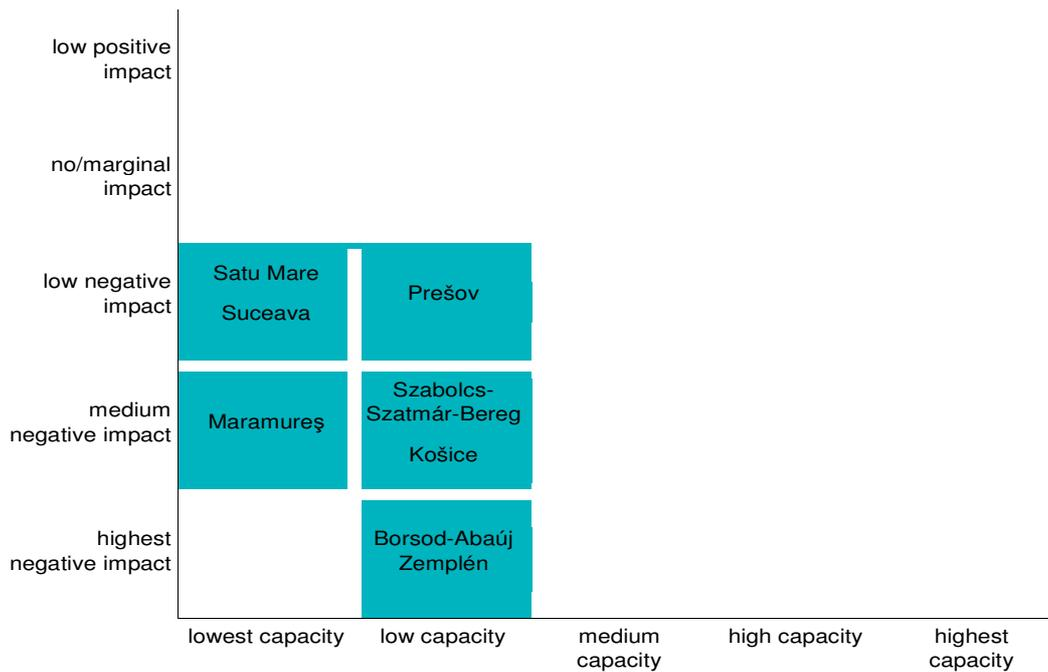 low positive
impact
no/marginal
impact
low negative
impact
Satu Mare
Suceava
Prešov
medium
negative impact
Maramureş
Szabolcs-
Szatmár-Bereg
Košice
highest
negative impact
Borsod-Abaúj
Zemplén
lowest capacity
low capacity
medium
capacity
high capacity
highest
capacity